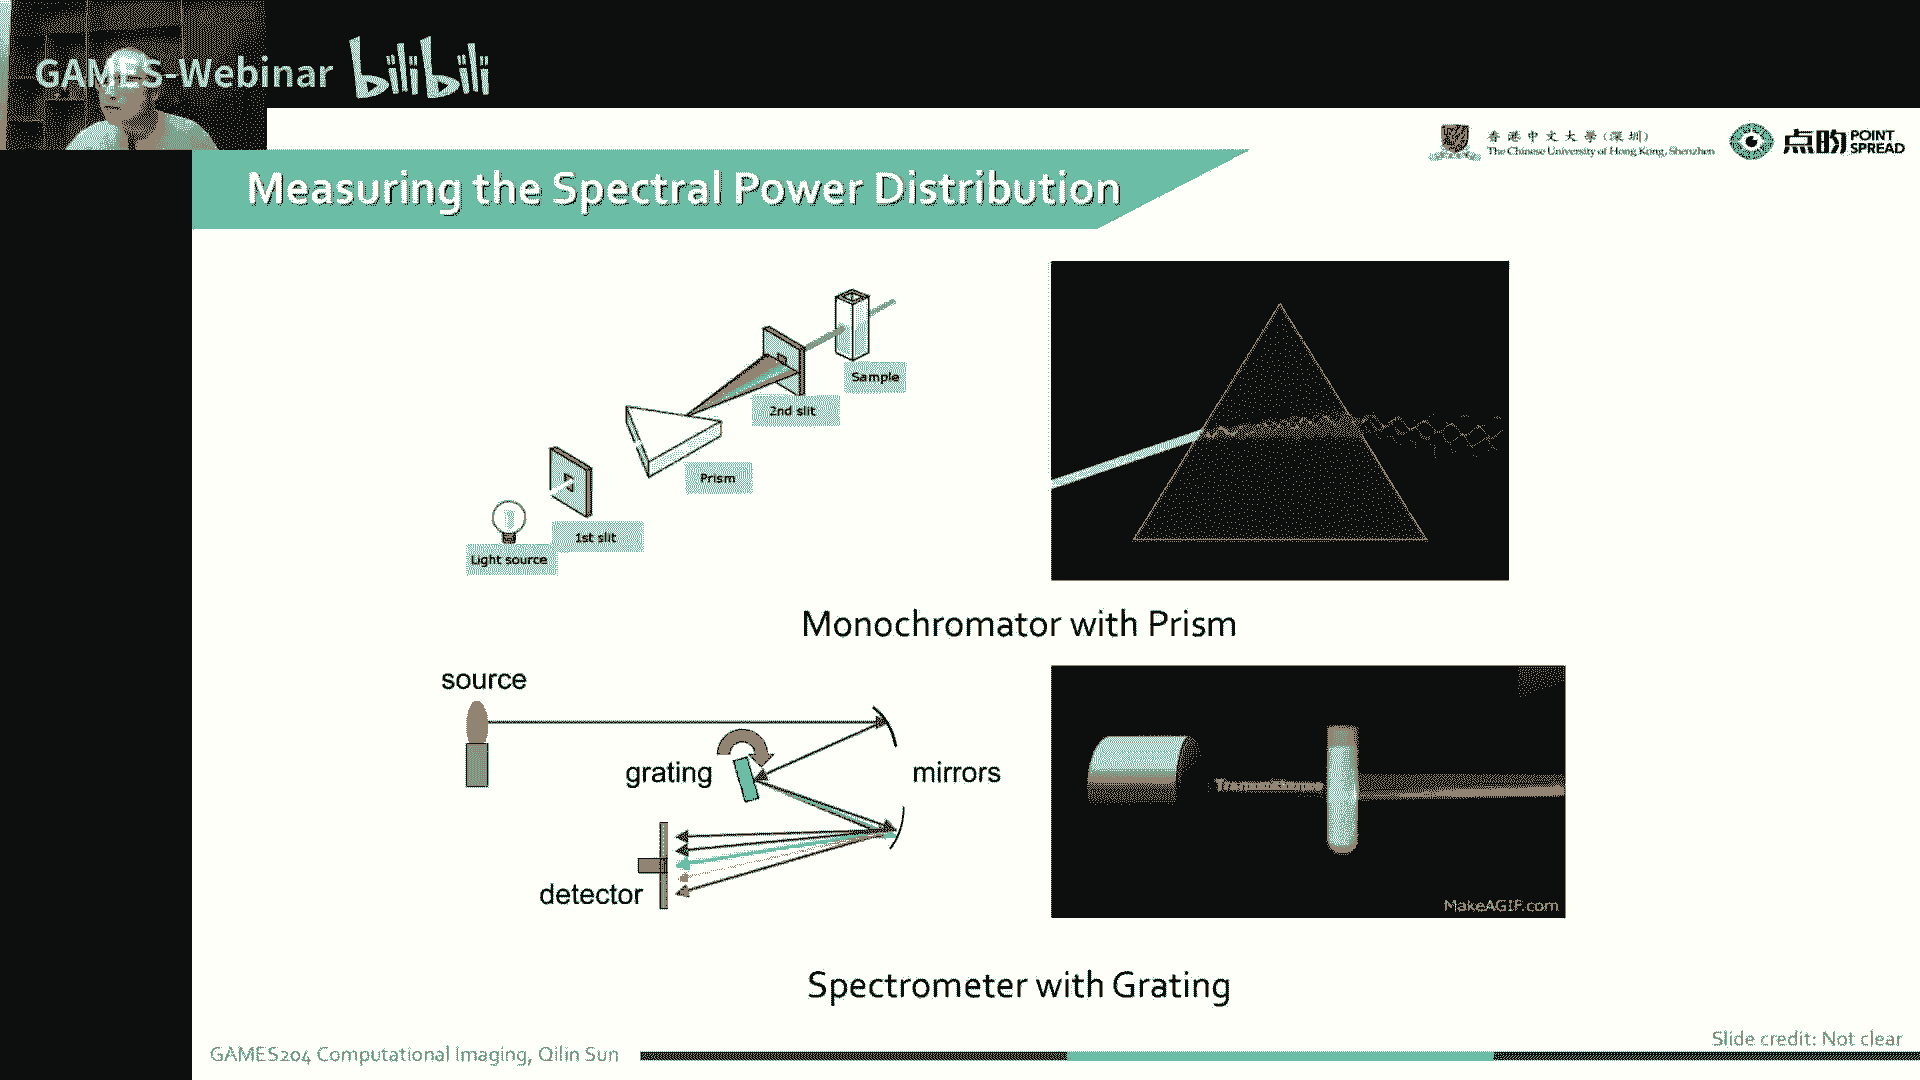 GAMES-Webinar bilibili
香港中文大學(深圳)
The Chinese University of Hong Kong, Shenzhen
点昀 POINT SPREAD
Measuring the Spectral Power Distribution
Sample
2nd slit
Prism
1st slit
Light source
Monochromator with Prism
source
grating
mirrors
detector
MakeAGIF.com
Spectrometer with Grating
Slide credit: Not clear
GAMES204 Computational Imaging, Qilin Sun